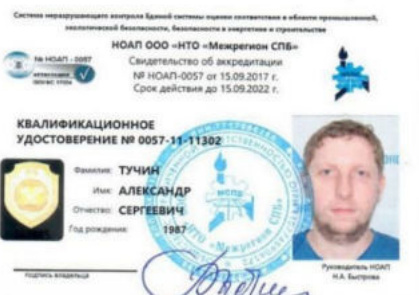 Система неразрушающего контроля Единой системы оценки соответствия в области промышленной,
экологической безопасности, безопасности в энергетике и строительстве
НОАП ООО «НТО «Межрегион СПБ»
Свидетельство об аккредитации
№ НОАП-0057 от 15.09.2017 г.
Срок действия до 15.09.2022 г.
№ НОАП - 0057
КВАЛИФИКАЦИОННОЕ
УДОСТОВЕРЕНИЕ № 0057-11-11302
Фамилия: ТУЧИН
Имя: АЛЕКСАНДР
Отчество: СЕРГЕЕВИЧ
Год рождения: 1987
НТО «Межрегион СПБ»
подпись владельца
Руководитель НОАП
Н.А. Быстрова